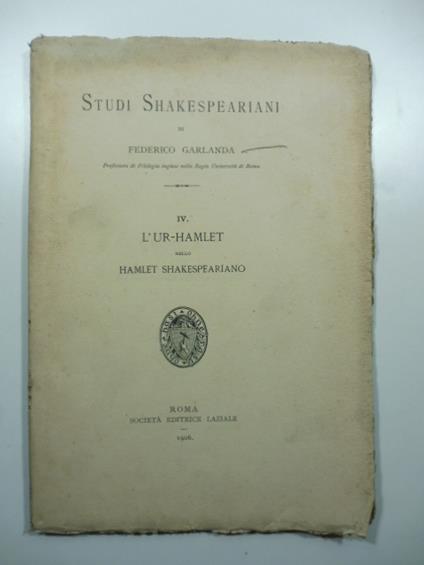 STUDI SHAKESPEARIANI
DI
FEDERICO GARLANDA
Professore di Filologia inglese nella Regia Università di Roma
IV.
L'UR-HAMLET
NELLO
HAMLET SHAKESPEARIANO
ROMA
SOCIETÀ EDITRICE LAZIALE
1906.